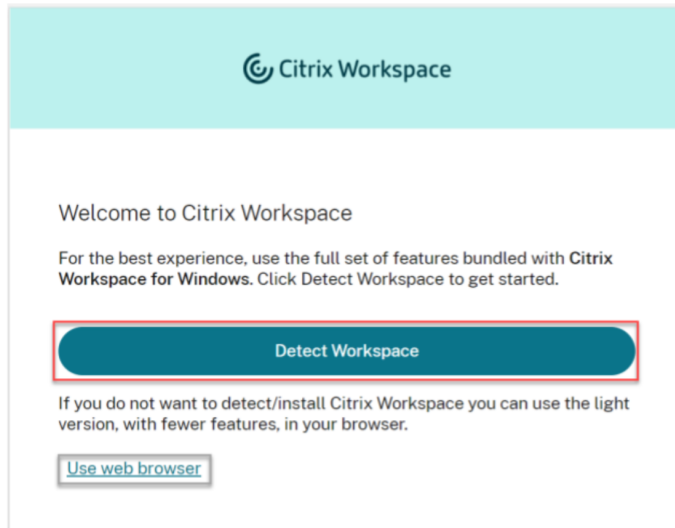 Citrix Workspace
Welcome to Citrix Workspace
For the best experience, use the full set of features bundled with Citrix
Workspace for Windows. Click Detect Workspace to get started.
Detect Workspace
If you do not want to detect/install Citrix Workspace you can use the light
version, with fewer features, in your browser.
Use web browser